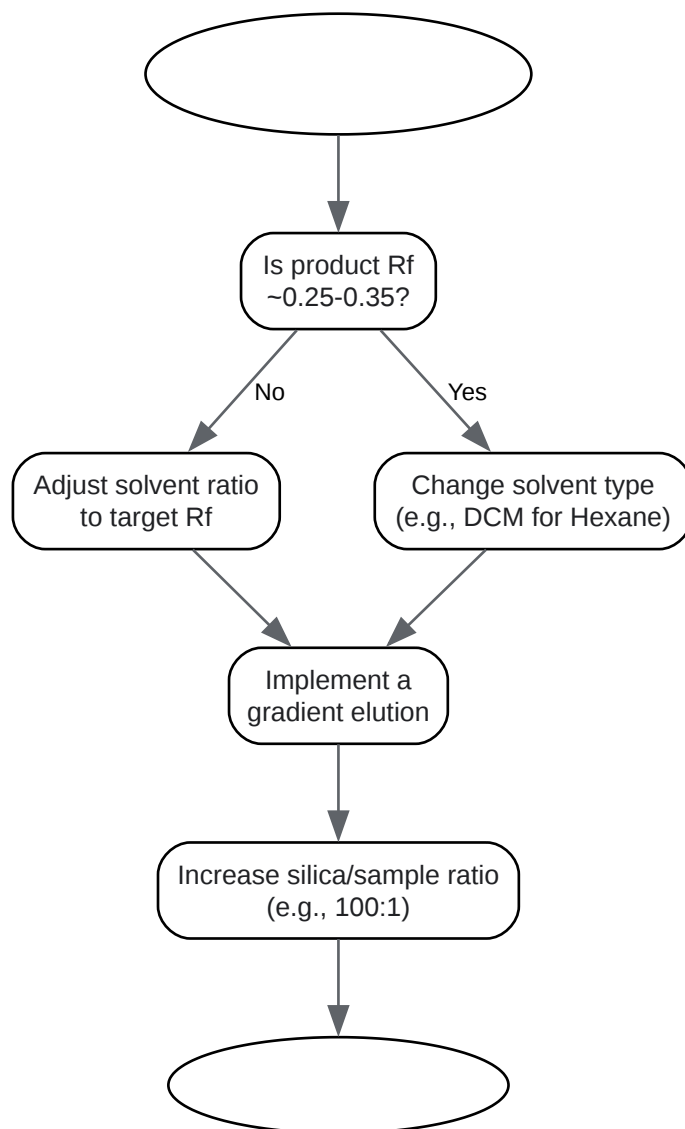 Is product Rf
~0.25-0.35?
No
Yes
Adjust solvent ratio
to target Rf
Change solvent type
(e.g., DCM for Hexane)
Implement a
gradient elution
Increase silica/sample ratio
(e.g., 100:1)